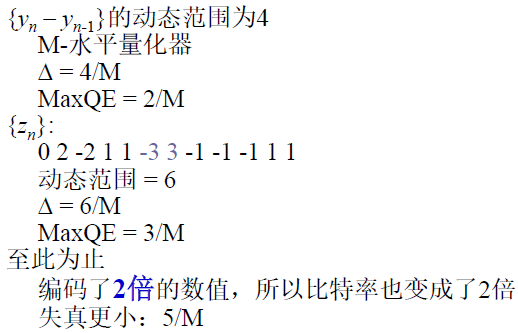 {yn – yn-1}的动态范围为4
M-水平量化器
Δ = 4/M
MaxQE = 2/M
{zn}:
0 2 -2 1 1 -3 3 -1 -1 -1 1 1
动态范围 = 6
Δ = 6/M
MaxQE = 3/M
至此为止
编码了2倍的数值，所以比特率也变成了2倍
失真更小：5/M